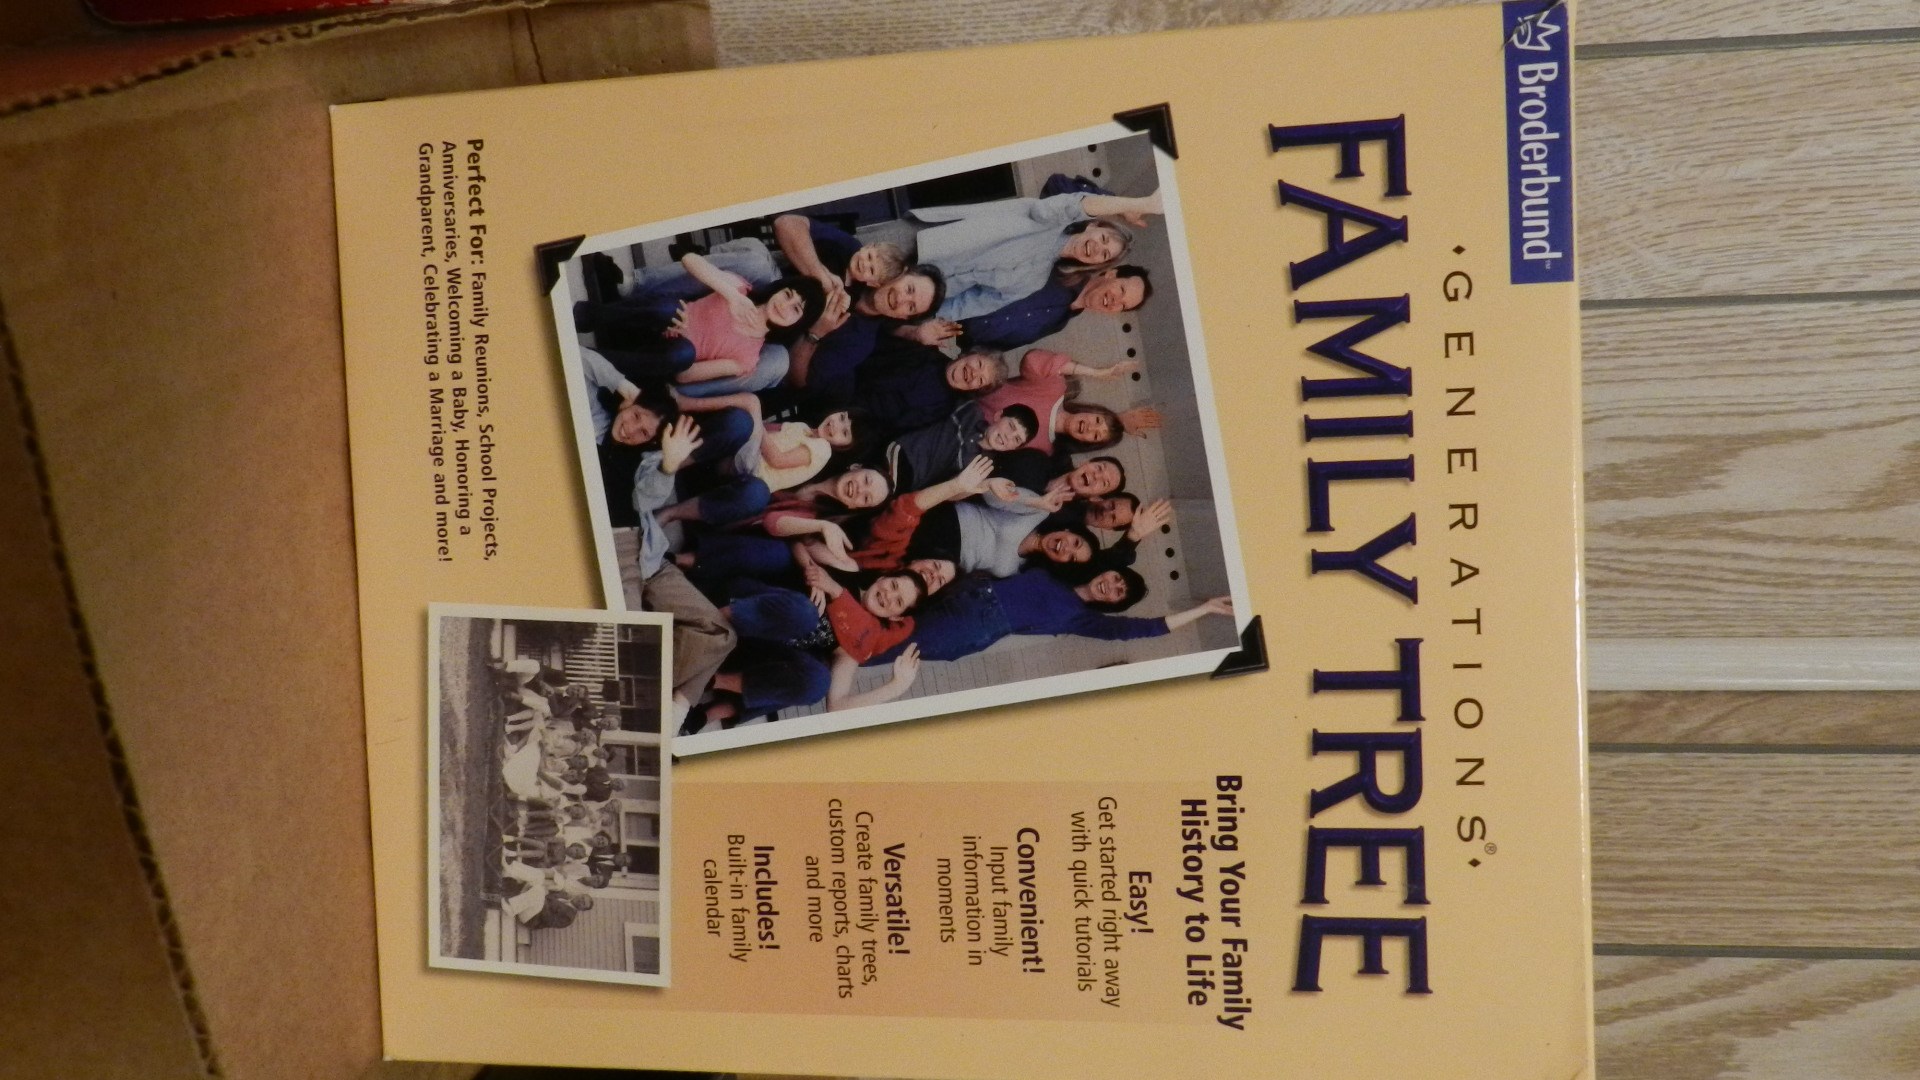 Broderbund™
•GENERATIONS®•
FAMILY TREE
Bring Your Family
History to Life
Easy!
Get started right away
with quick tutorials
Convenient!
Input family
information in
moments
Versatile!
Create family trees,
custom reports, charts
and more
Includes!
Built-in family
calendar
Perfect For: Family Reunions, School Projects,
Anniversaries, Welcoming a Baby, Honoring a
Grandparent, Celebrating a Marriage and more!